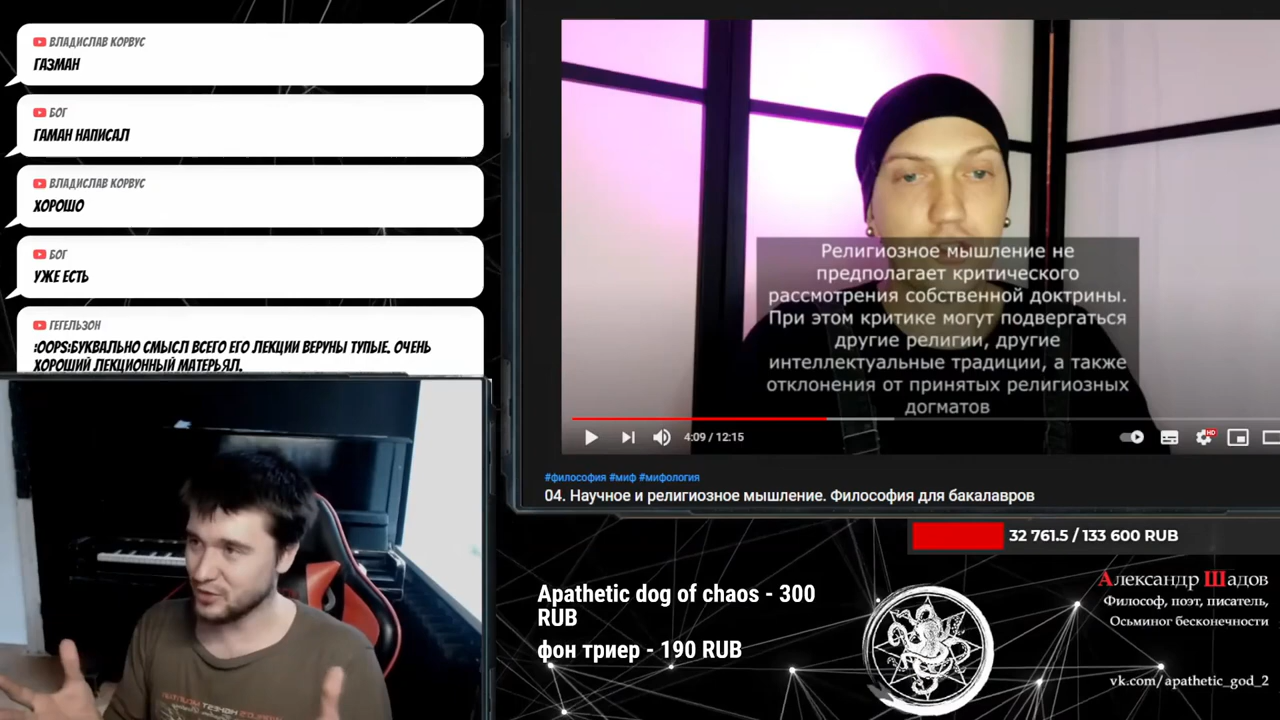 ВЛАДИСЛАВ КОРВУС
ГАЗМАН
БОГ
ГАМАН НАПИСАЛ
ВЛАДИСЛАВ КОРВУС
ХОРОШО
БОГ
УЖЕ ЕСТЬ
ГЕГЕЛЬЗОН
:OOPS:БУКВАЛЬНО СМЫСЛ ВСЕГО ЕГО ЛЕКЦИИ ВЕРУНЫ ТУПЫЕ. ОЧЕНЬ
ХОРОШИЙ ЛЕКЦИОННЫЙ МАТЕРЬЯЛ.
Религиозное мышление не
предполагает критического
рассмотрения собственной доктрины.
При этом критике могут подвергаться
другие религии, другие
интеллектуальные традиции, а также
отклонения от принятых религиозных
догматов
4:09 / 12:15
HD
#философия #миф #мифология
04. Научное и религиозное мышление. Философия для бакалавров
32 761.5 / 133 600 RUB
Apathetic dog of chaos - 300
RUB
фон триер - 190 RUB
Александр Шадов
Философ, поэт, писатель,
Осьминог бесконечности
vk.com/apathetic_god_2